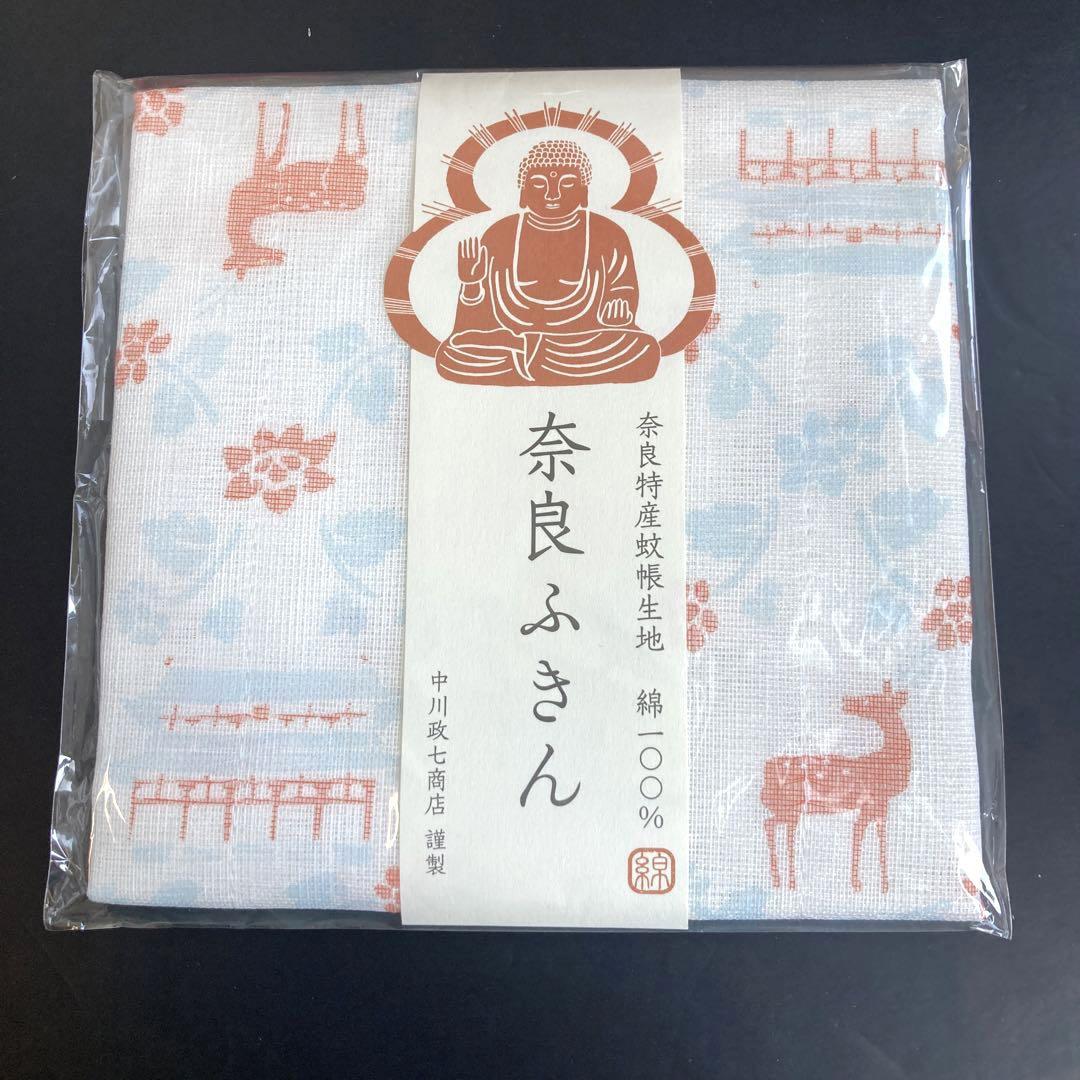 奈良特産蚊帳生地　綿一〇〇％
綿
奈良ふきん
中川政七商店 謹製